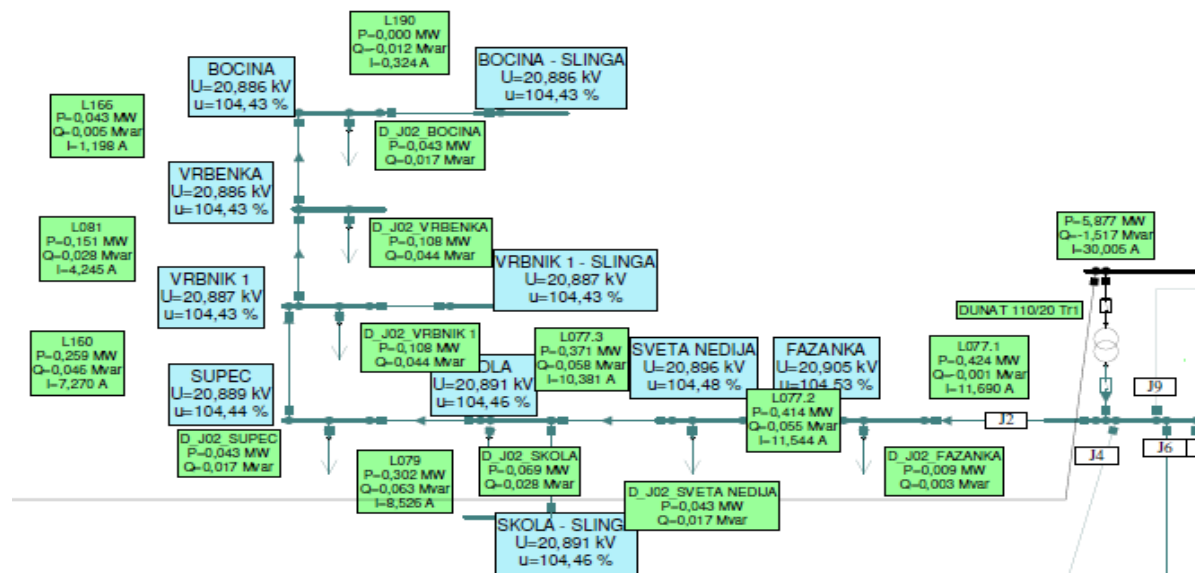 L190
P=0,000 MW
Q=-0,012 Mvar
I=0,324 A
BOCINA
U=20,886 kV
u=104,43 %
BOCINA - SLINGA
U=20,886 kV
u=104,43 %
L166
P=0,043 MW
Q=0,005 Mvar
I=1,198 A
D_J02_BOCINA
P=0,043 MW
Q=0,017 Mvar
VRBENKA
U=20,886 kV
u=104,43 %
L081
P=0,151 MW
Q=0,028 Mvar
I=4,245 A
D_J02_VRBENKA
P=0,108 MW
Q=0,044 Mvar
P=5,877 MW
Q=-1,517 Mvar
I=30,005 A
VRBNIK 1
U=20,887 kV
u=104,43 %
VRBNIK 1 - SLINGA
U=20,887 kV
u=104,43 %
DUNAT 110/20 Tr1
L160
P=0,259 MW
Q=0,046 Mvar
I=7,270 A
D_J02_VRBNIK 1
P=0,108 MW
Q=0,044 Mvar
L077.3
P=0,371 MW
Q=0,058 Mvar
I=10,381 A
SVETA NEDIJA
U=20,896 kV
u=104,48 %
FAZANKA
U=20,905 kV
u=104,53 %
L077.1
P=0,424 MW
Q=-0,001 Mvar
I=11,690 A
SUPEC
U=20,889 kV
u=104,44 %
KOLA
U=20,891 kV
u=104,46 %
L077.2
P=0,414 MW
Q=0,055 Mvar
I=11,544 A
J9
J2
J4
J6
D_J02_SUPEC
P=0,043 MW
Q=0,017 Mvar
L079
P=0,302 MW
Q=0,063 Mvar
I=8,526 A
D_J02_SKOLA
P=0,069 MW
Q=0,028 Mvar
D_J02_SVETA NEDIJA
P=0,043 MW
Q=0,017 Mvar
D_J02_FAZANKA
P=0,009 MW
Q=0,003 Mvar
SKOLA - SLING
U=20,891 kV
u=104,46 %